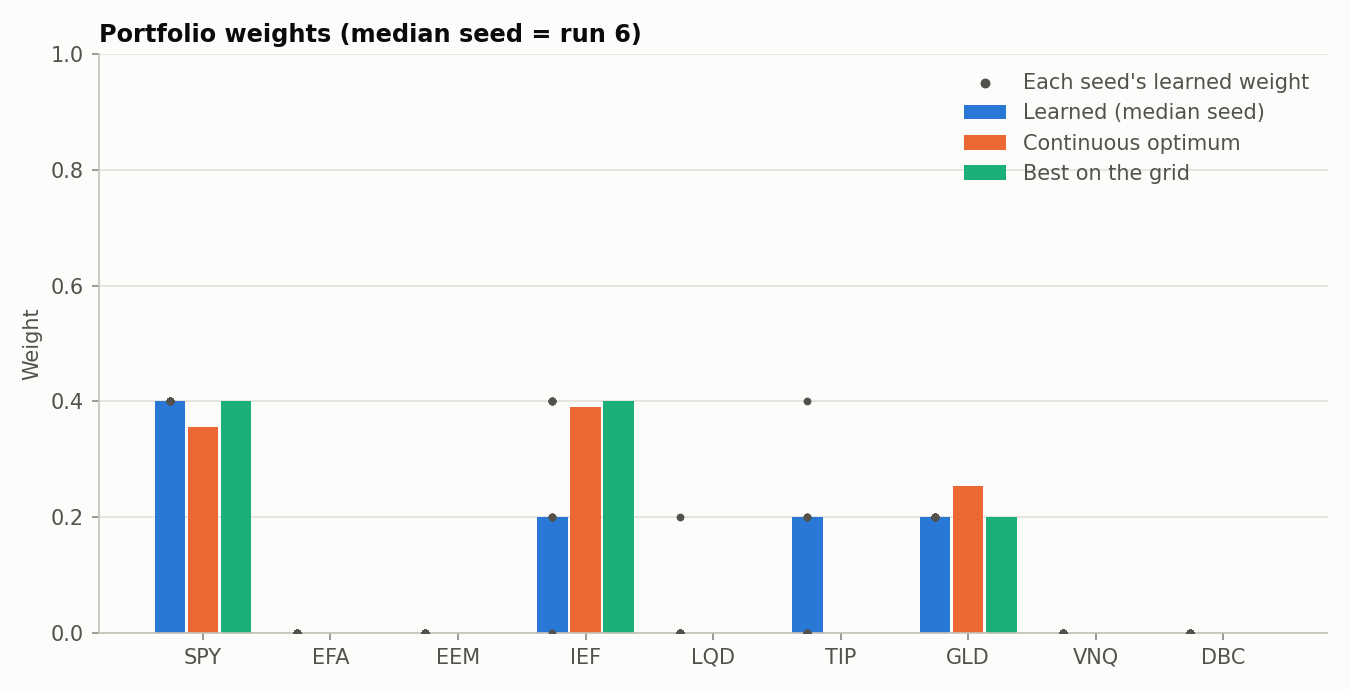 Portfolio weights (median seed = run 6)
1.0
0.8
0.6
0.4
0.2
0.0
Weight
Each seed's learned weight
Learned (median seed)
Continuous optimum
Best on the grid
SPY
EFA
EEM
IEF
LQD
TIP
GLD
VNQ
DBC